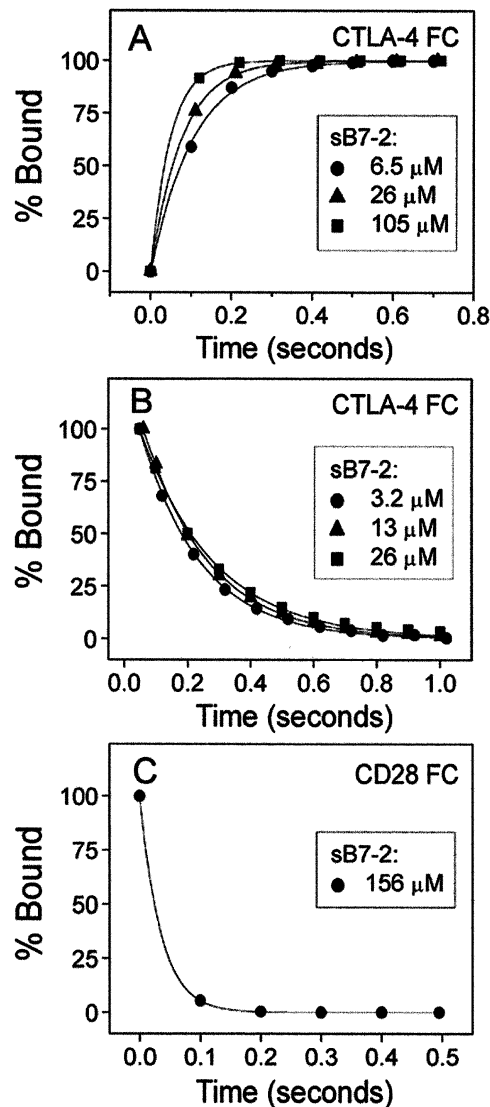 A
CTLA-4 FC
100
75
50
25
0
% Bound
sB7-2:
6.5 μM
26 μM
105 μM
0.0 0.2 0.4 0.6 0.8
Time (seconds)
B
CTLA-4 FC
100
75
50
25
0
% Bound
sB7-2:
3.2 μM
13 μM
26 μM
0.0 0.2 0.4 0.6 0.8 1.0
Time (seconds)
C
CD28 FC
100
75
50
25
0
% Bound
sB7-2:
156 μM
0.0 0.1 0.2 0.3 0.4 0.5
Time (seconds)